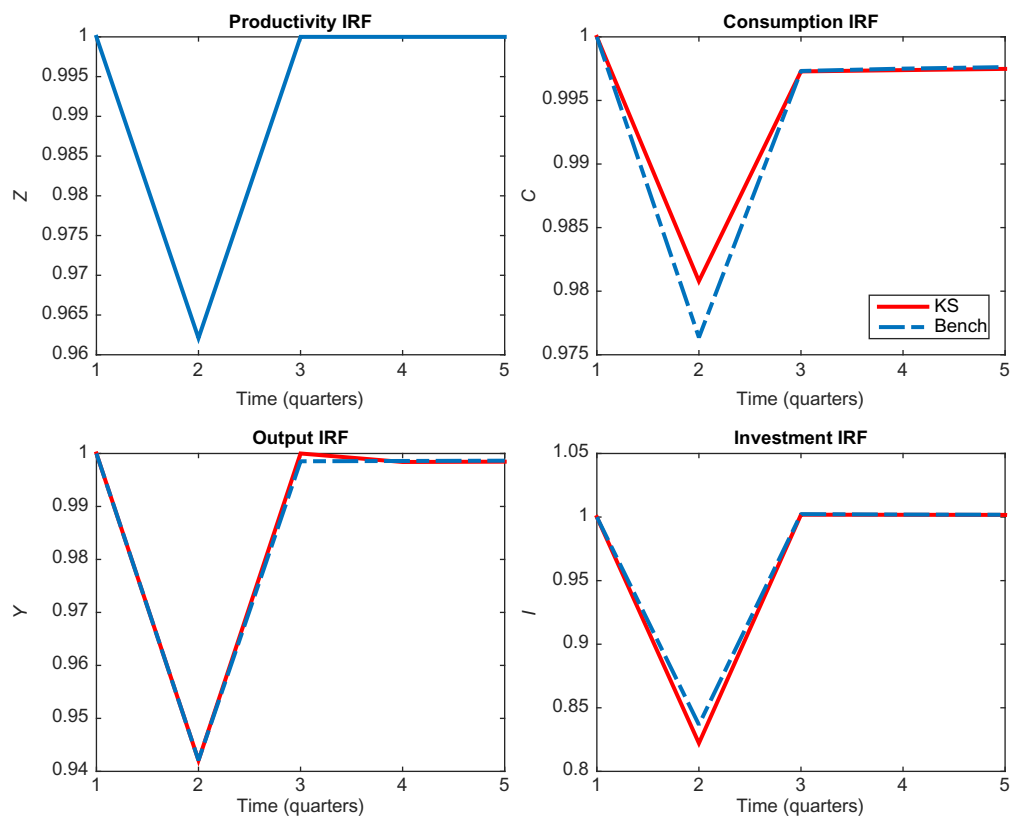 Productivity IRF
1
0.995
0.99
0.985
0.98
0.975
0.97
0.965
0.96
Z
1 2 3 4 5
Time (quarters)
Consumption IRF
1
0.995
0.99
0.985
0.98
0.975
C
KS
Bench
1 2 3 4 5
Time (quarters)
Output IRF
1
0.99
0.98
0.97
0.96
0.95
0.94
Y
1 2 3 4 5
Time (quarters)
Investment IRF
1.05
1
0.95
0.9
0.85
0.8
I
1 2 3 4 5
Time (quarters)